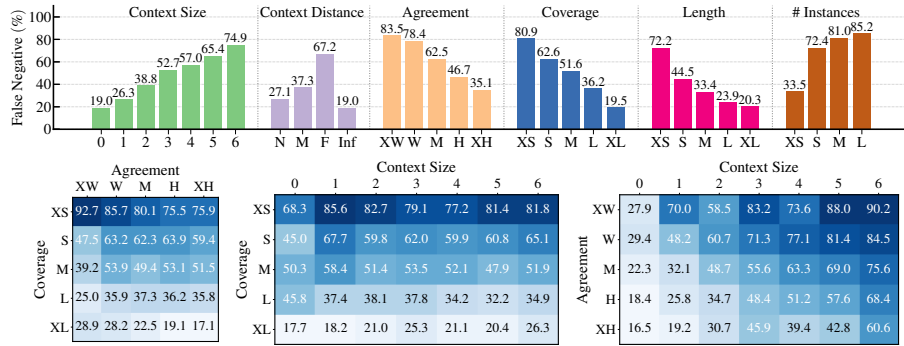 Context Size Context Distance Agreement Coverage Length # Instances
False Negative (%)
100
80
60
40
20
0
19.0 26.3 38.8 52.7 57.0 65.4 74.9
0 1 2 3 4 5 6
27.1 37.3 67.2 19.0
N M F Inf
83.5 78.4 62.5 46.7 35.1
XW W M H XH
80.9 62.6 51.6 36.2 19.5
XS S M L XL
72.2 44.5 33.4 23.9 20.3
XS S M L XL
33.5 72.4 81.0 85.2
XS S M L
Agreement
XW W M H XH
Coverage
XS 92.7 85.7 80.1 75.5 75.9
S 47.5 63.2 62.3 63.9 59.4
M 39.2 53.9 49.4 53.1 51.5
L 25.0 35.9 37.3 36.2 35.8
XL 28.9 28.2 22.5 19.1 17.1
Context Size
0 1 2 3 4 5 6
Coverage
XS 68.3 85.6 82.7 79.1 77.2 81.4 81.8
S 45.0 67.7 59.8 62.0 59.9 60.8 65.1
M 50.3 58.4 51.4 53.5 52.1 47.9 51.9
L 45.8 37.4 38.1 37.8 34.2 32.2 34.9
XL 17.7 18.2 21.0 25.3 21.1 20.4 26.3
Context Size
0 1 2 3 4 5 6
Agreement
XW 27.9 70.0 58.5 83.2 73.6 88.0 90.2
W 29.4 48.2 60.7 71.3 77.1 81.4 84.5
M 22.3 32.1 48.7 55.6 63.3 69.0 75.6
H 18.4 25.8 34.7 48.4 51.2 57.6 68.4
XH 16.5 19.2 30.7 45.9 39.4 42.8 60.6